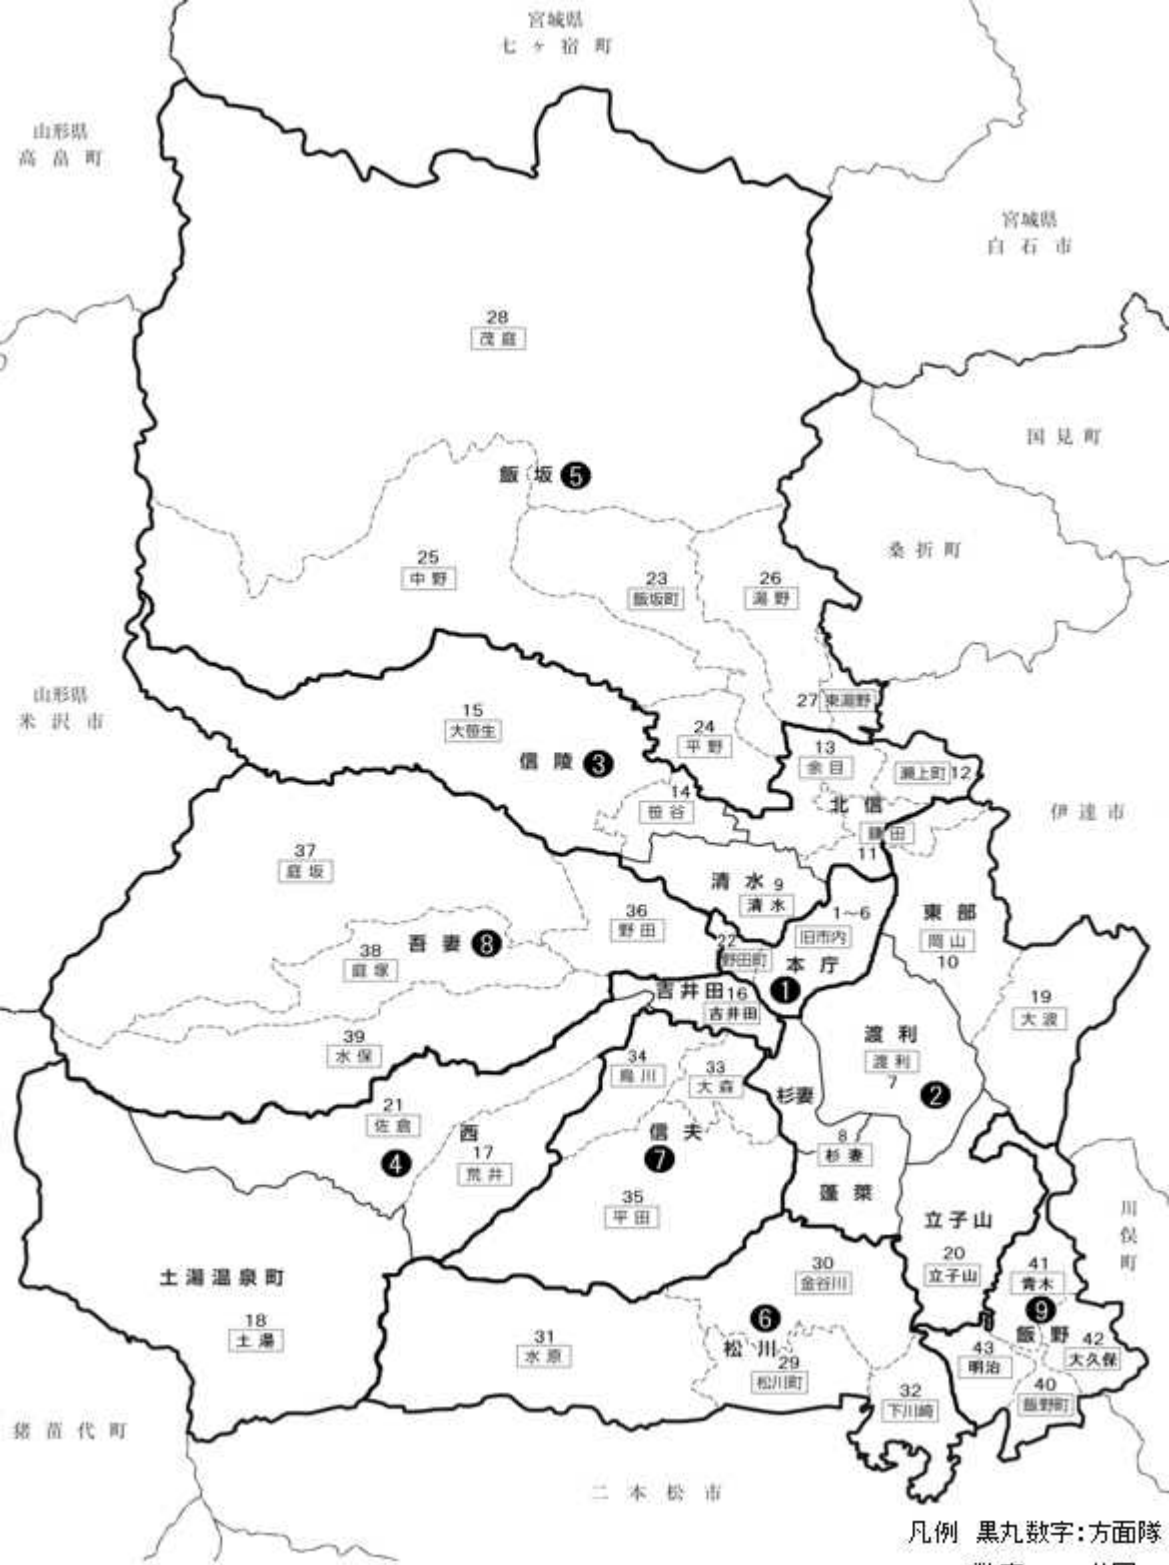 宮城県
七ヶ宿町
山形県
高畠町
宮城県
白石市
28
茂庭
国見町
飯坂 5
桑折町
25
中野
23
飯坂町
26
湯野
山形県
米沢市
27 東湯野
15
大笹生
24
平野
信陵 3
13
余目
瀬上町 12
14
笹谷
北信
鎌田
11
伊達市
37
庭坂
清水 9
清水
36
野田
1~6
旧市内
東部
岡山
10
38
庭塚
吾妻 8
22
野田町
本庁
1
吉井田 16
吉井田
19
大波
39
水保
渡利
渡利
7
2
34
鳥川
33
大森
杉妻
21
佐倉
4
西
17
荒井
信夫
7
8
杉妻
蓬莱
35
平田
立子山
20
立子山
川俣町
土湯温泉町
18
土湯
30
金谷川
41
青木
9
飯野
6
松川
29
松川町
31
水原
42
大久保
43
明治
40
飯野町
32
下川崎
猪苗代町
二本松市
凡例 黒丸数字:方面隊